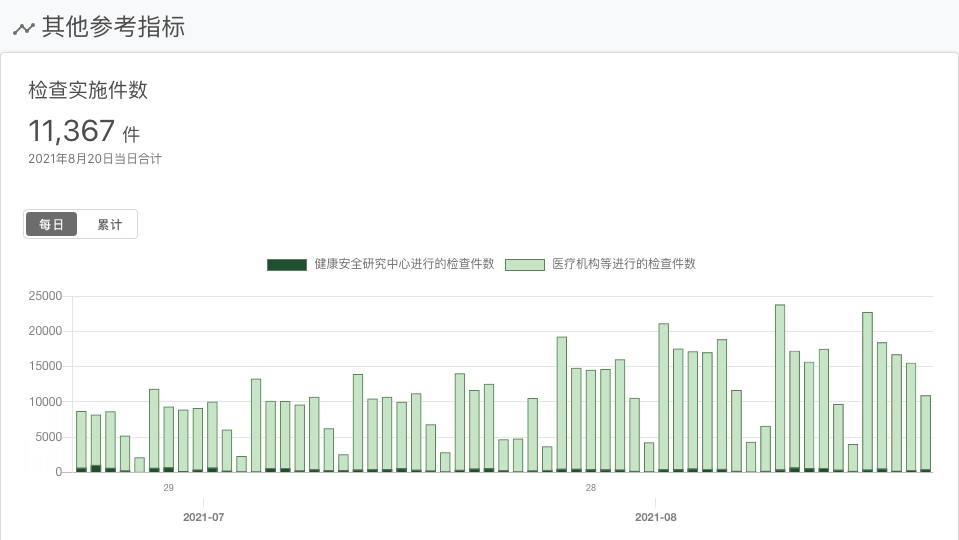 其他参考指标
检查实施件数
11,367 件
2021年8月20日当日合计
每日 累计
健康安全研究中心进行的检查件数 医疗机构等进行的检查件数
25000
20000
15000
10000
5000
0
29 28
2021-07 2021-08